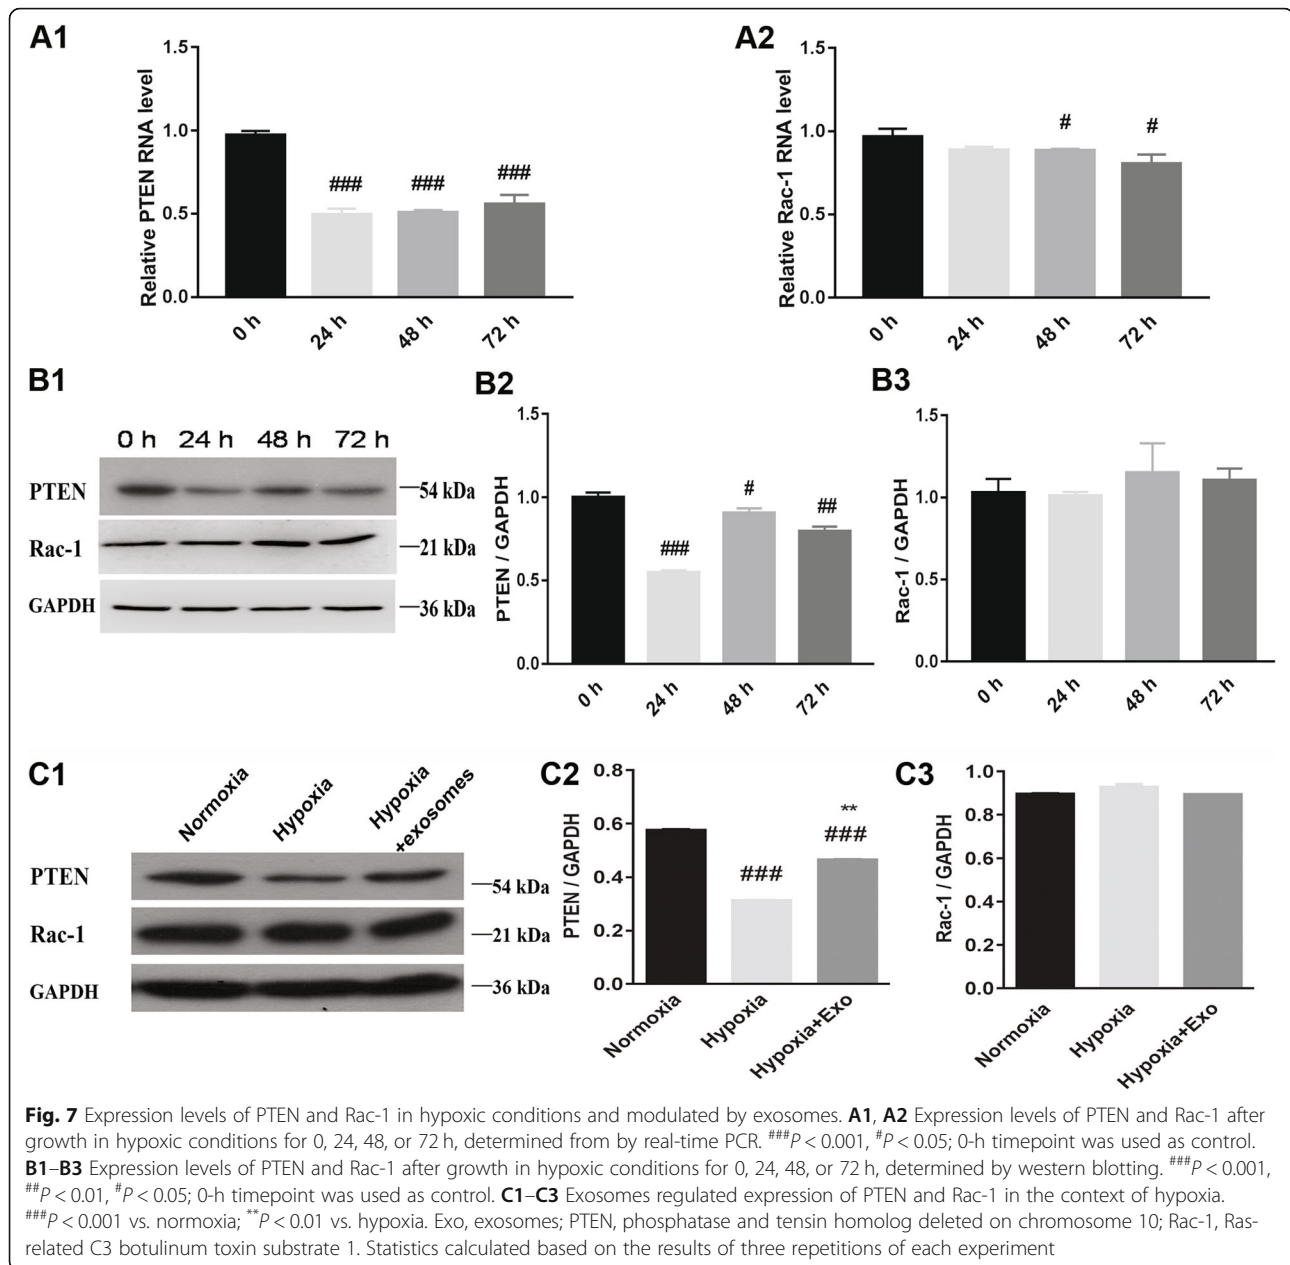 A1
A2
Relative PTEN RNA level
1.5
1.0
0.5
0.0
###
###
###
0 h
24 h
48 h
72 h
Relative Rac-1 RNA level
1.5
1.0
0.5
0.0
#
#
0 h
24 h
48 h
72 h
B1
0 h 24 h 48 h 72 h
PTEN
54 kDa
Rac-1
21 kDa
GAPDH
36 kDa
B2
PTEN / GAPDH
1.5
1.0
0.5
0.0
###
#
##
0 h
24 h
48 h
72 h
B3
Rac-1 / GAPDH
1.5
1.0
0.5
0.0
0 h
24 h
48 h
72 h
C1
Normoxia
Hypoxia
Hypoxia
+exosomes
PTEN
54 kDa
Rac-1
21 kDa
GAPDH
36 kDa
C2
PTEN / GAPDH
0.8
0.6
0.4
0.2
0.0
###
**
###
Normoxia
Hypoxia
Hypoxia+Exo
C3
Rac-1 / GAPDH
1.0
0.8
0.6
0.4
0.2
0.0
Normoxia
Hypoxia
Hypoxia+Exo
Fig. 7 Expression levels of PTEN and Rac-1 in hypoxic conditions and modulated by exosomes. A1, A2 Expression levels of PTEN and Rac-1 after
growth in hypoxic conditions for 0, 24, 48, or 72 h, determined from by real-time PCR. ###P < 0.001, #P < 0.05; 0-h timepoint was used as control.
B1–B3 Expression levels of PTEN and Rac-1 after growth in hypoxic conditions for 0, 24, 48, or 72 h, determined by western blotting. ###P < 0.001,
##P < 0.01, #P < 0.05; 0-h timepoint was used as control. C1–C3 Exosomes regulated expression of PTEN and Rac-1 in the context of hypoxia.
###P < 0.001 vs. normoxia; **P < 0.01 vs. hypoxia. Exo, exosomes; PTEN, phosphatase and tensin homolog deleted on chromosome 10; Rac-1, Ras-
related C3 botulinum toxin substrate 1. Statistics calculated based on the results of three repetitions of each experiment